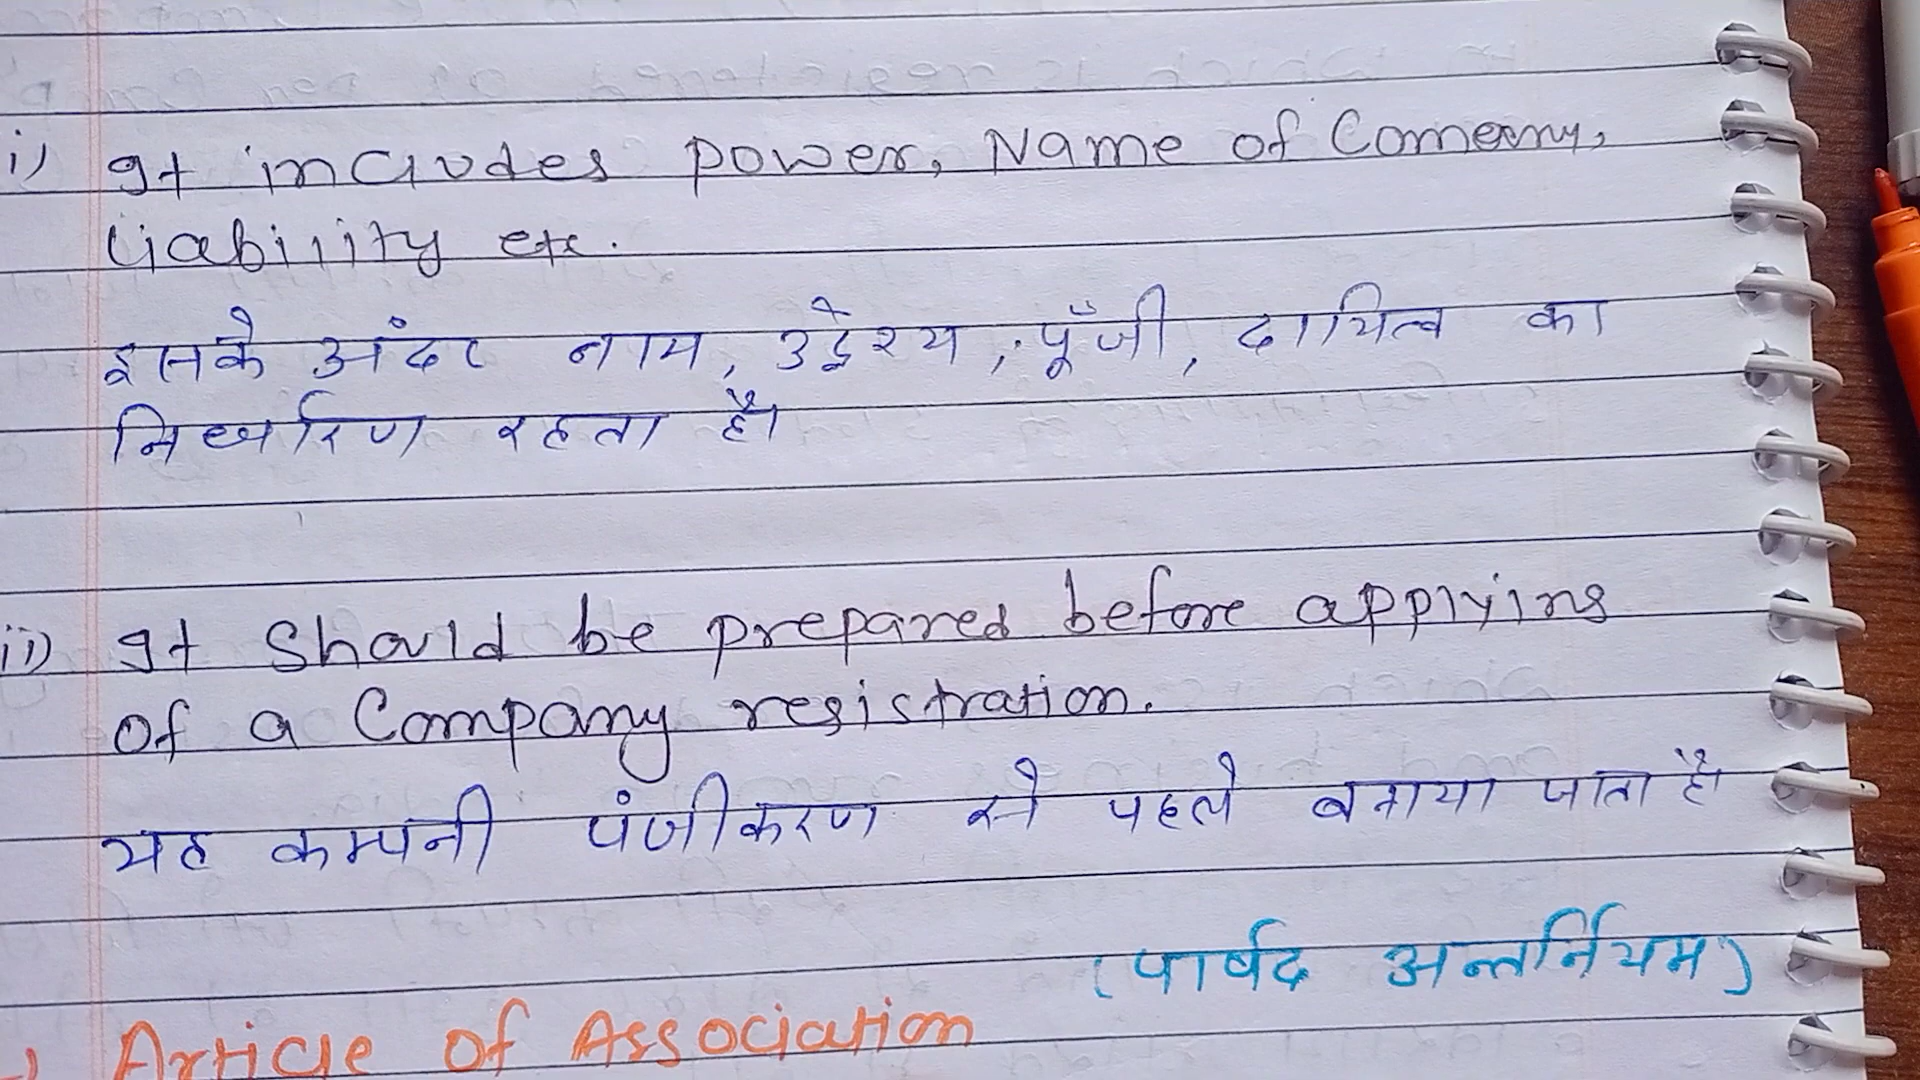 i) It includes power, Name of Comeany,
liability etc.
इसके अंदर नाम, उद्देश्य, पूँजी, दायित्व का
निर्धारण रहता है।
ii) It should be prepared before applying
of a Company registration.
यह कम्पनी पंजीकरण से पहले बनाया जाता है।
(पार्षद अन्तर्नियम)
Article of Association